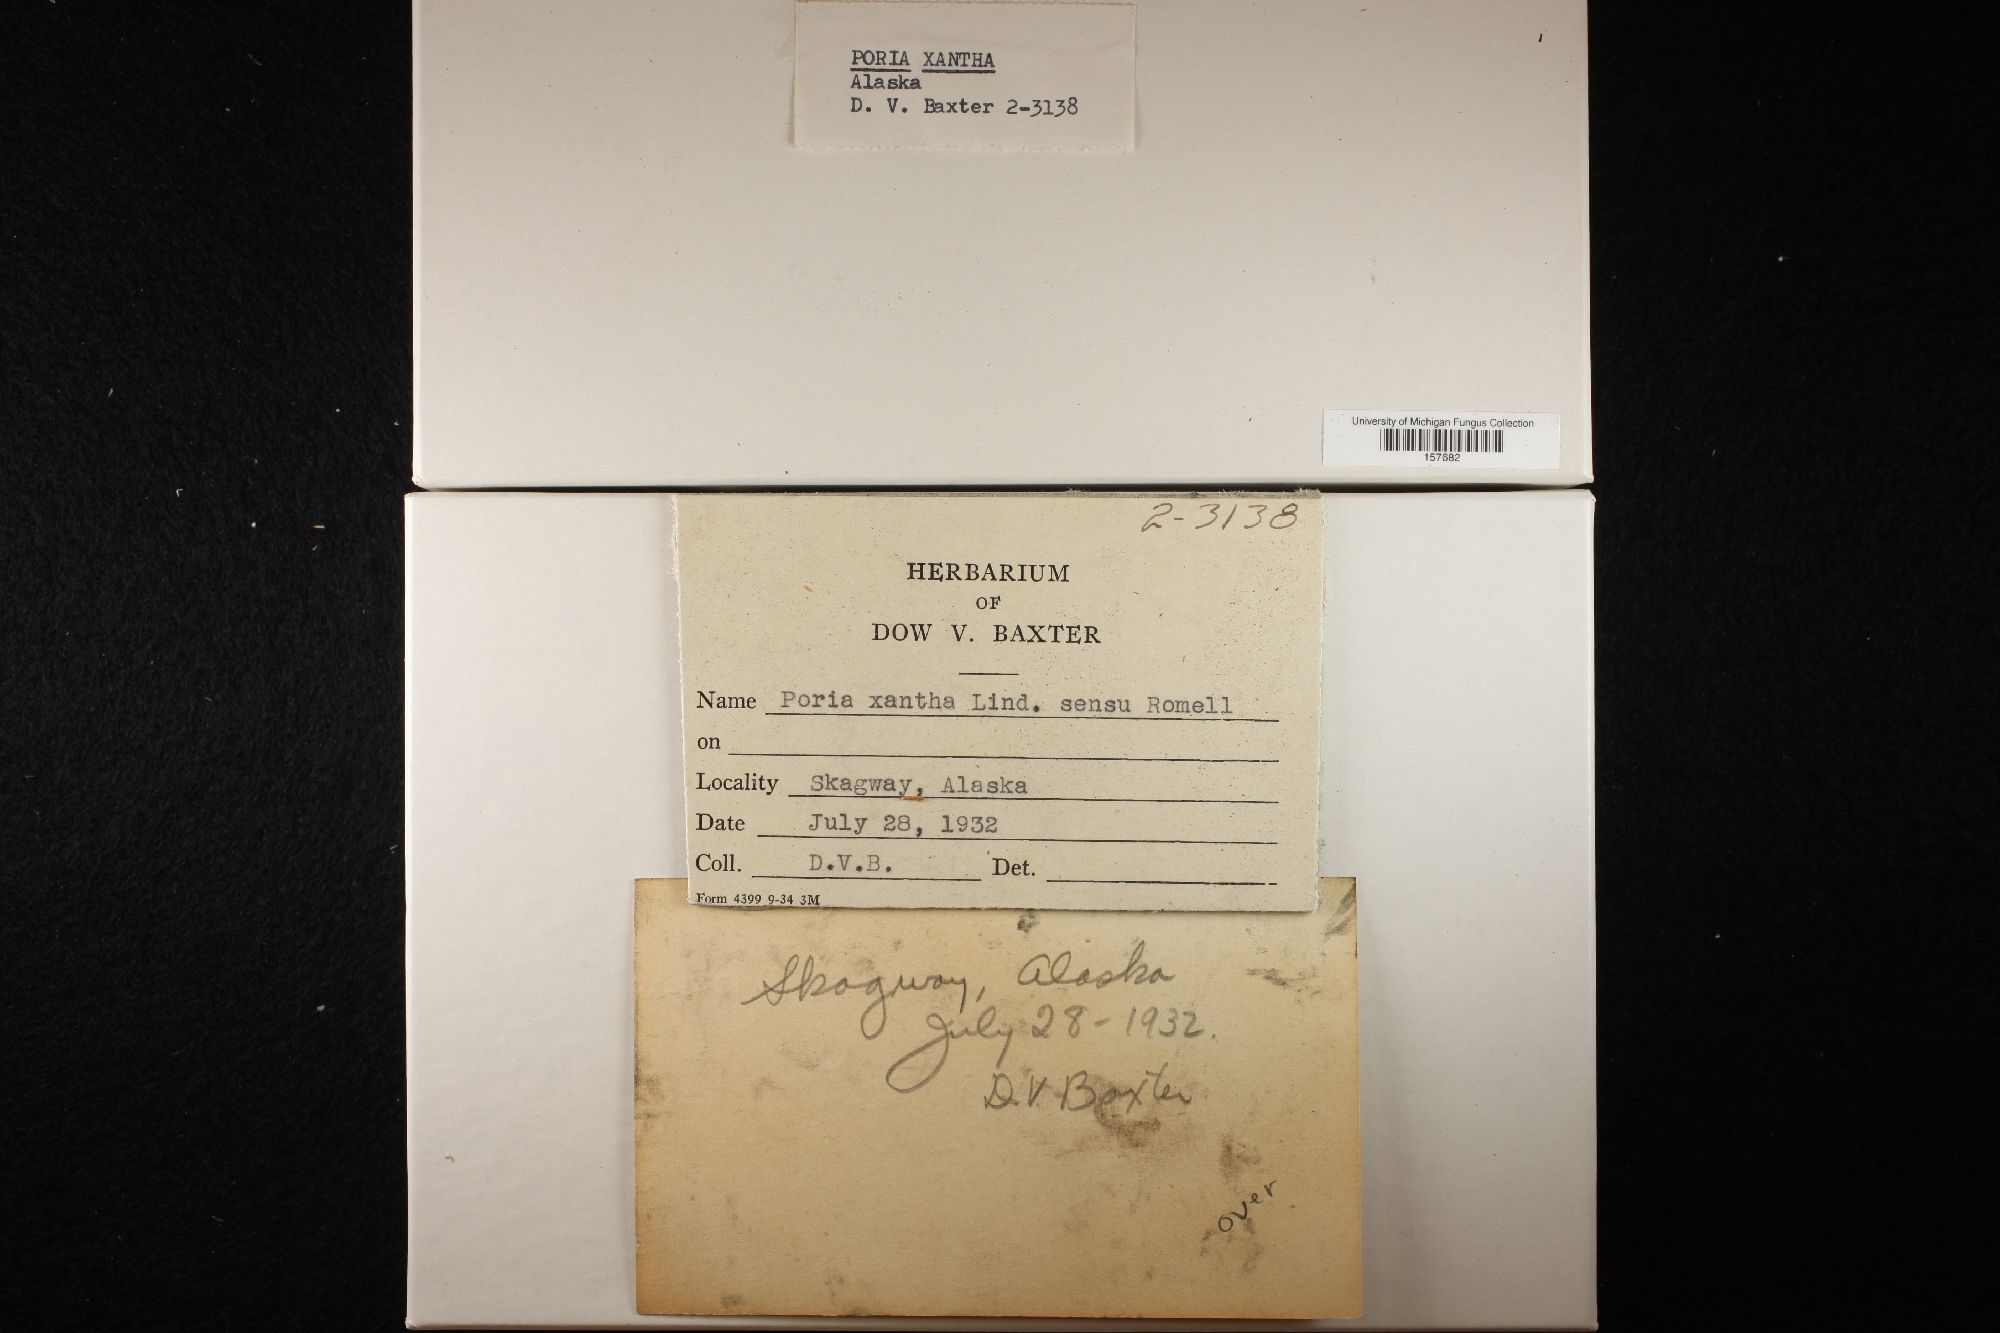 PORIA XANTHA
Alaska
D. V. Baxter 2-3138
University of Michigan Fungus Collection
157682
2-3138
HERBARIUM
OF
DOW V. BAXTER
Name Poria xantha Lind. sensu Romell
on
Locality Skagway, Alaska
Date July 28, 1932
Coll. D.V.B. Det.
Form 4399 9-34 3M
Skagway, Alaska
July 28-1932.
D.V. Baxter
over